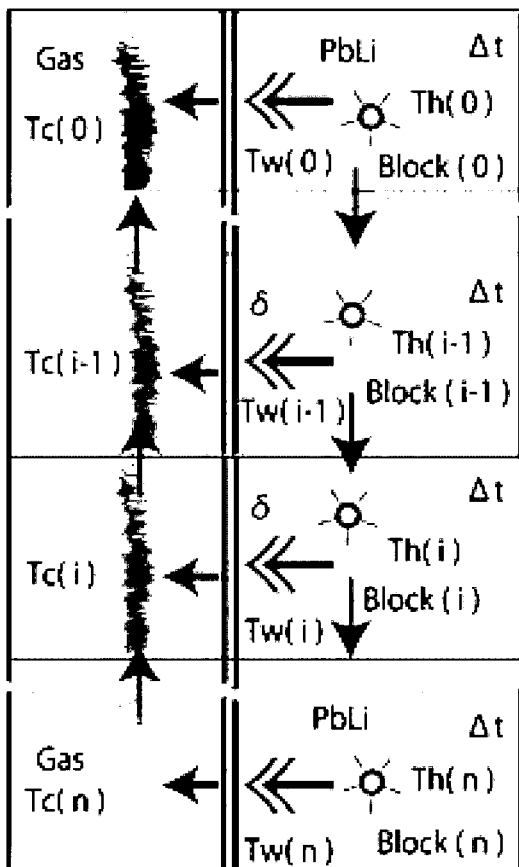 Gas
PbLi
Δt
Tc(0)
Th(0)
Tw(0)
Block(0)
δ
Δt
Tc(i-1)
Th(i-1)
Tw(i-1)
Block(i-1)
δ
Δt
Tc(i)
Th(i)
Tw(i)
Block(i)
PbLi
Δt
Gas
Tc(n)
Th(n)
Tw(n)
Block(n)